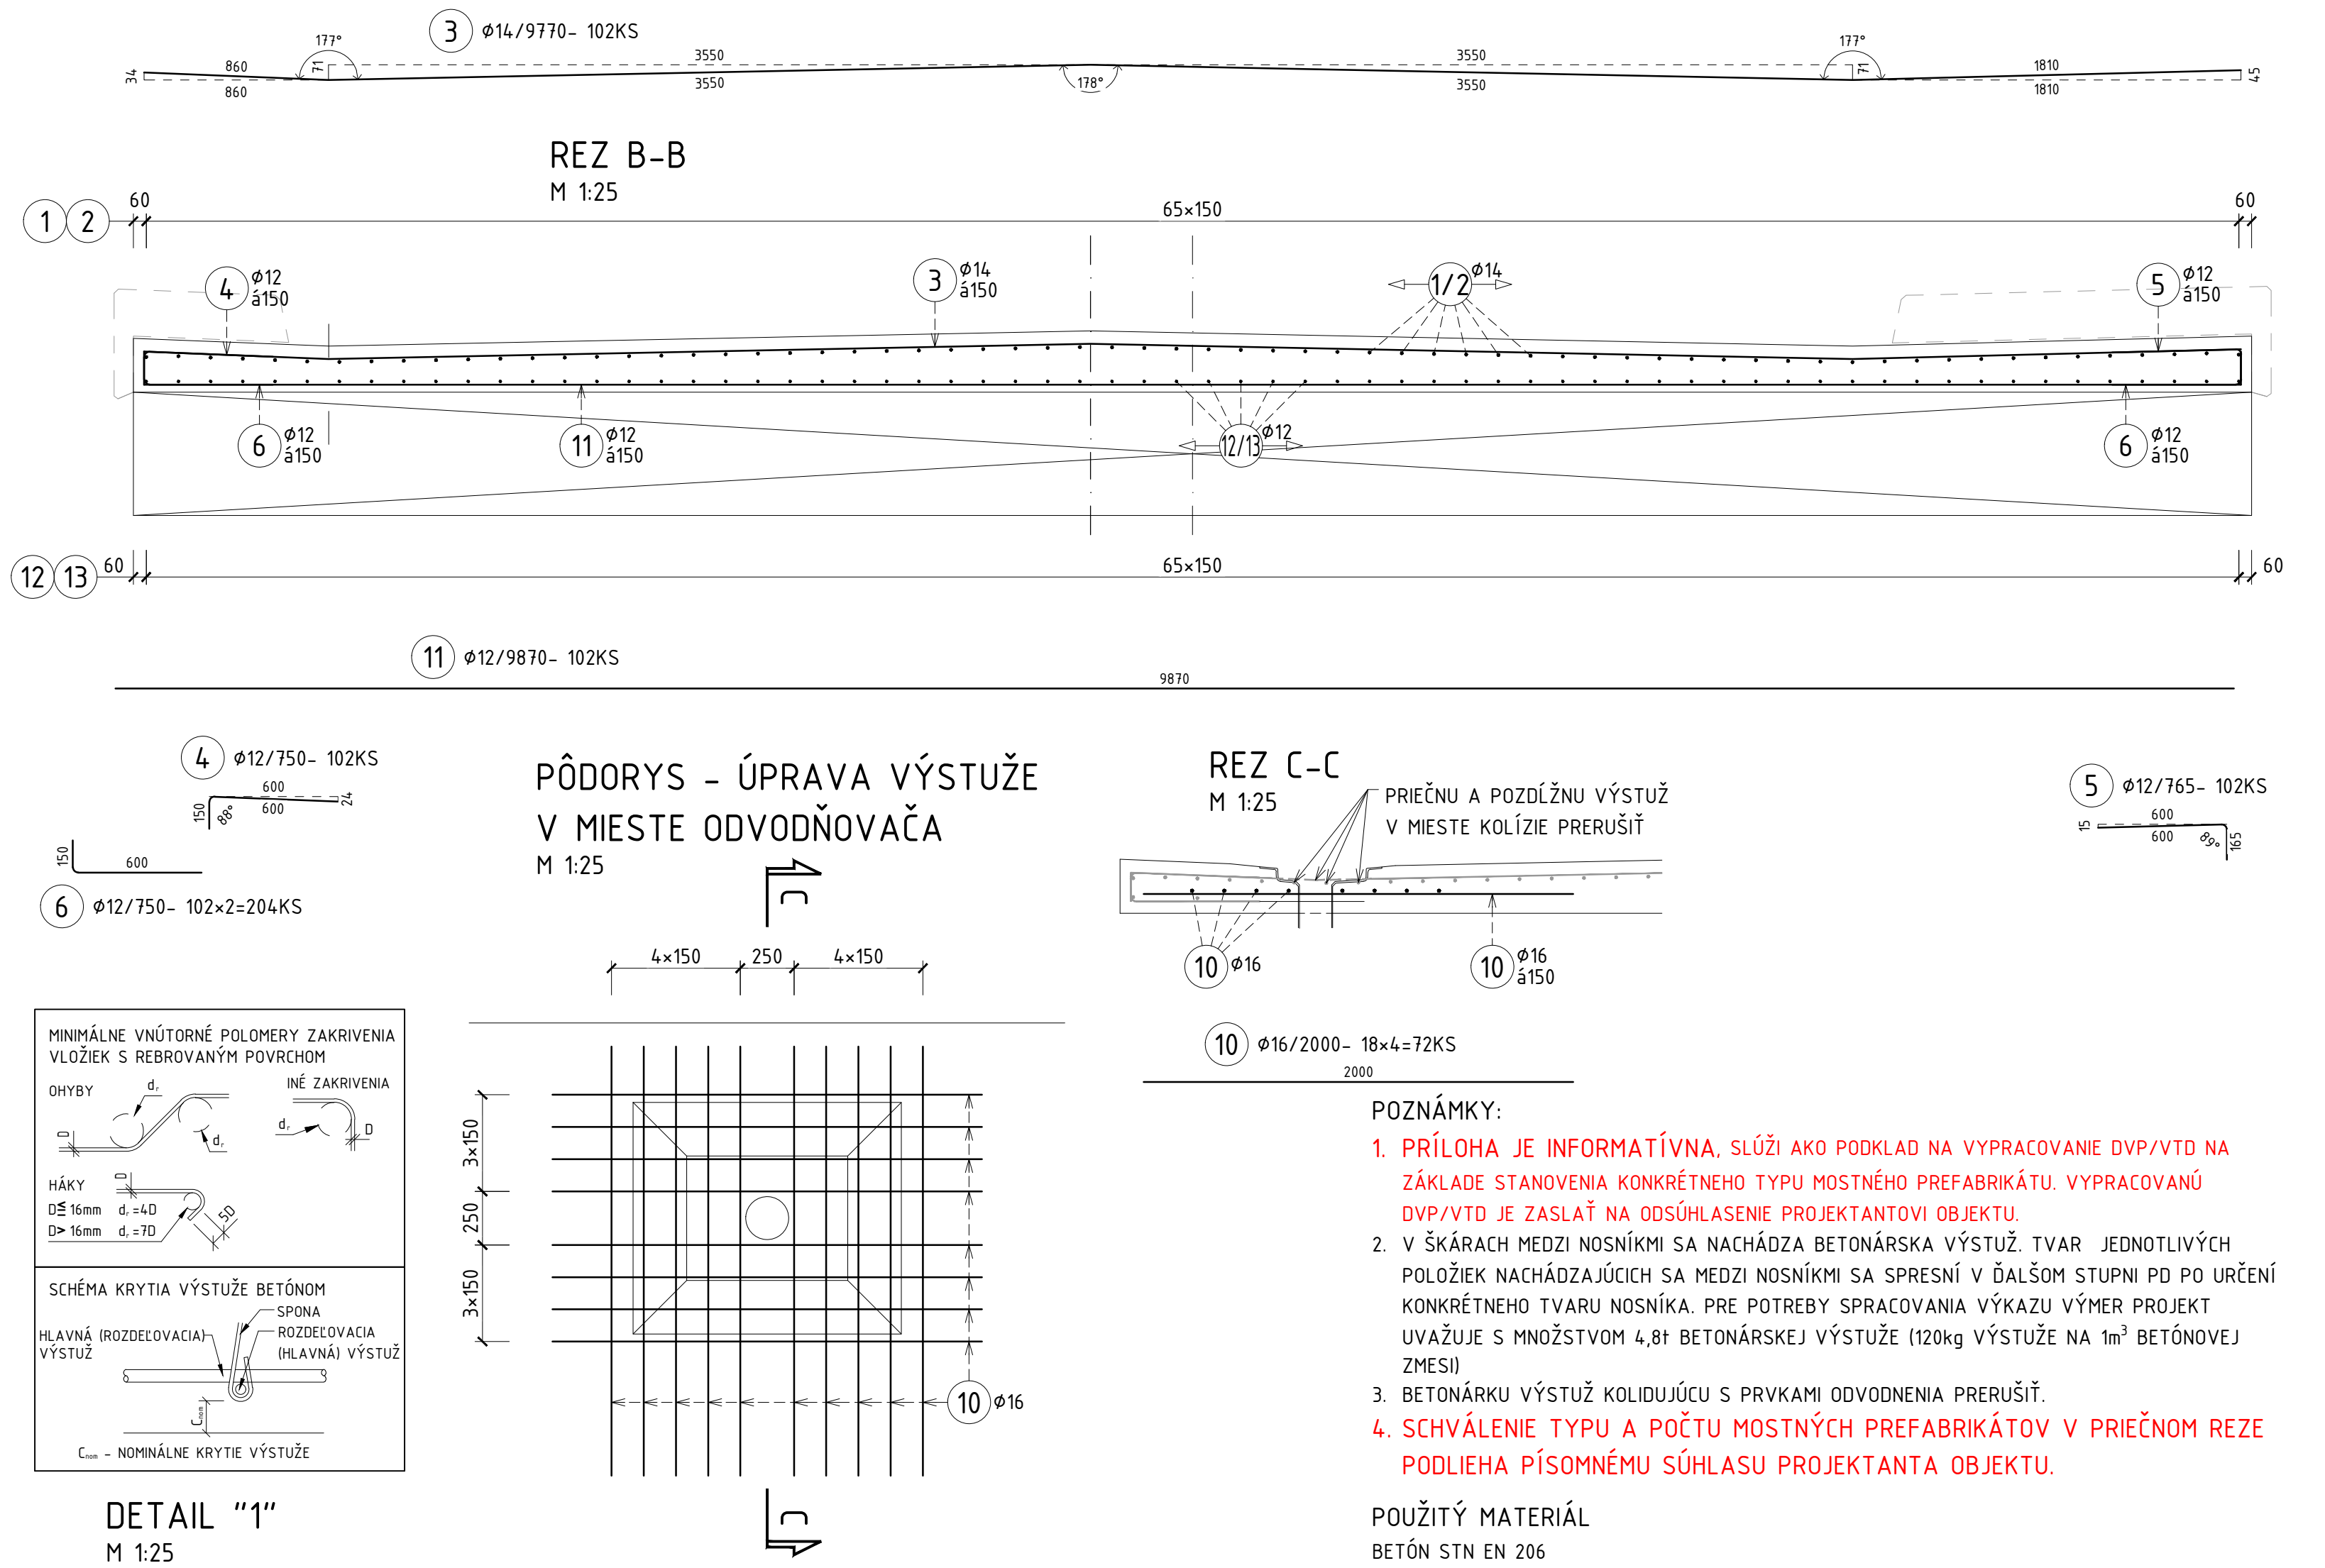 3 Ø14/9770- 102KS
34
860
860
177°
71
3550
3550
178°
3550
3550
177°
71
1810
1810
45
REZ B-B
M 1:25
1 2
60
65×150
60
4 Ø12
á150
3 Ø14
á150
1/2 Ø14
5 Ø12
á150
6 Ø12
á150
11 Ø12
á150
12/13 Ø12
6 Ø12
á150
12 13
60
65×150
60
11 Ø12/9870- 102KS
9870
4 Ø12/750- 102KS
600
600
24
150
88°
150
600
6 Ø12/750- 102×2=204KS
PÔDORYS - ÚPRAVA VÝSTUŽE
V MIESTE ODVODŇOVAČA
M 1:25
C
4×150
250
4×150
3×150
250
3×150
10 Ø16
C
REZ C-C
M 1:25
PRIEČNU A POZDĹŽNU VÝSTUŽ
V MIESTE KOLÍZIE PRERUŠIŤ
10 Ø16
10 Ø16
á150
5 Ø12/765- 102KS
15
600
600
89°
165
10 Ø16/2000- 18×4=72KS
2000
MINIMÁLNE VNÚTORNÉ POLOMERY ZAKRIVENIA
VLOŽIEK S REBROVANÝM POVRCHOM
OHYBY
dr
INÉ ZAKRIVENIA
D
dr
dr
D
HÁKY
D
D≦ 16mm dr =4D
D> 16mm dr =7D
5D
SCHÉMA KRYTIA VÝSTUŽE BETÓNOM
SPONA
HLAVNÁ (ROZDEĽOVACIA)
VÝSTUŽ
ROZDEĽOVACIA
(HLAVNÁ) VÝSTUŽ
Cnom
Cnom - NOMINÁLNE KRYTIE VÝSTUŽE
DETAIL "1"
M 1:25
POZNÁMKY:
1. PRÍLOHA JE INFORMATÍVNA, SLÚŽI AKO PODKLAD NA VYPRACOVANIE DVP/VTD NA
ZÁKLADE STANOVENIA KONKRÉTNEHO TYPU MOSTNÉHO PREFABRIKÁTU. VYPRACOVANÚ
DVP/VTD JE ZASLAŤ NA ODSÚHLASENIE PROJEKTANTOVI OBJEKTU.
2. V ŠKÁRACH MEDZI NOSNÍKMI SA NACHÁDZA BETONÁRSKA VÝSTUŽ. TVAR JEDNOTLIVÝCH
POLOŽIEK NACHÁDZAJÚCICH SA MEDZI NOSNÍKMI SA SPRESNÍ V ĎALŠOM STUPNI PD PO URČENÍ
KONKRÉTNEHO TVARU NOSNÍKA. PRE POTREBY SPRACOVANIA VÝKAZU VÝMER PROJEKT
UVAŽUJE S MNOŽSTVOM 4,8t BETONÁRSKEJ VÝSTUŽE (120kg VÝSTUŽE NA 1m³ BETÓNOVEJ
ZMESI)
3. BETONÁRKU VÝSTUŽ KOLIDUJÚCU S PRVKAMI ODVODNENIA PRERUŠIŤ.
4. SCHVÁLENIE TYPU A POČTU MOSTNÝCH PREFABRIKÁTOV V PRIEČNOM REZE
PODLIEHA PÍSOMNÉMU SÚHLASU PROJEKTANTA OBJEKTU.
POUŽITÝ MATERIÁL
BETÓN STN EN 206